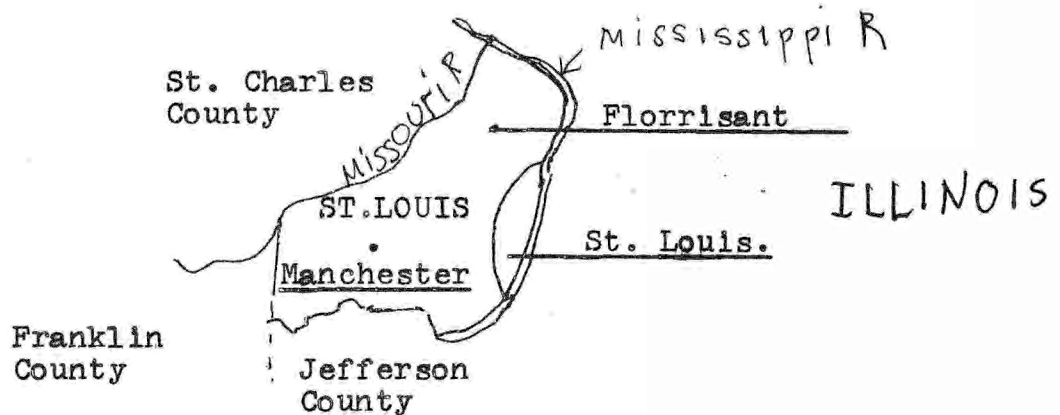 Mississippi R
St. Charles
County
Missouri R
Florrisant
ILLINOIS
ST.LOUIS
St. Louis.
Manchester
Franklin
County
Jefferson
County